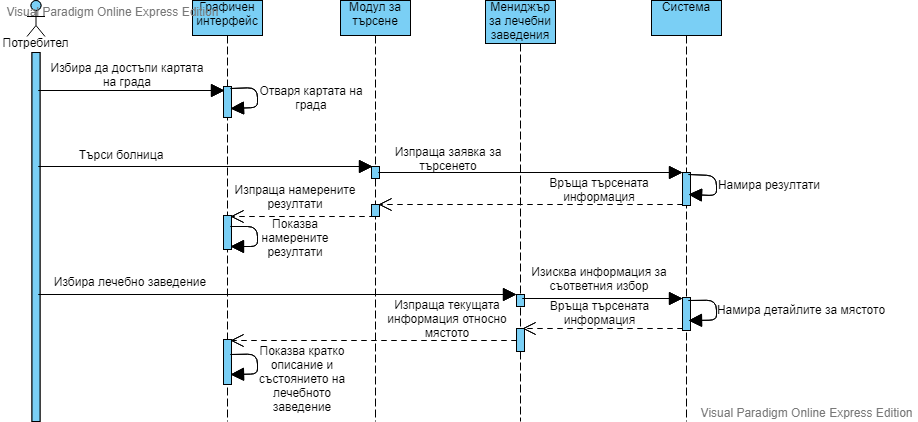 Visual Paradigm Online Express Edition
Потребител
Графичен
интерфейс
Модул за
търсене
Мениджър
за лечебни
заведения
Система
Избира да достъпи картата
на града
Отваря картата на
града
Търси болница
Изпраща заявка за
търсенето
Намира резултати
Връща търсената
информация
Изпраща намерените
резултати
Показва
намерените
резултати
Избира лечебно заведение
Изисква информация за
съответния избор
Намира детайлите за мястото
Връща търсената
информация
Изпраща текущата
информация относно
мястото
Показва кратко
описание и
състоянието на
лечебното
заведение
Visual Paradigm Online Express Edition